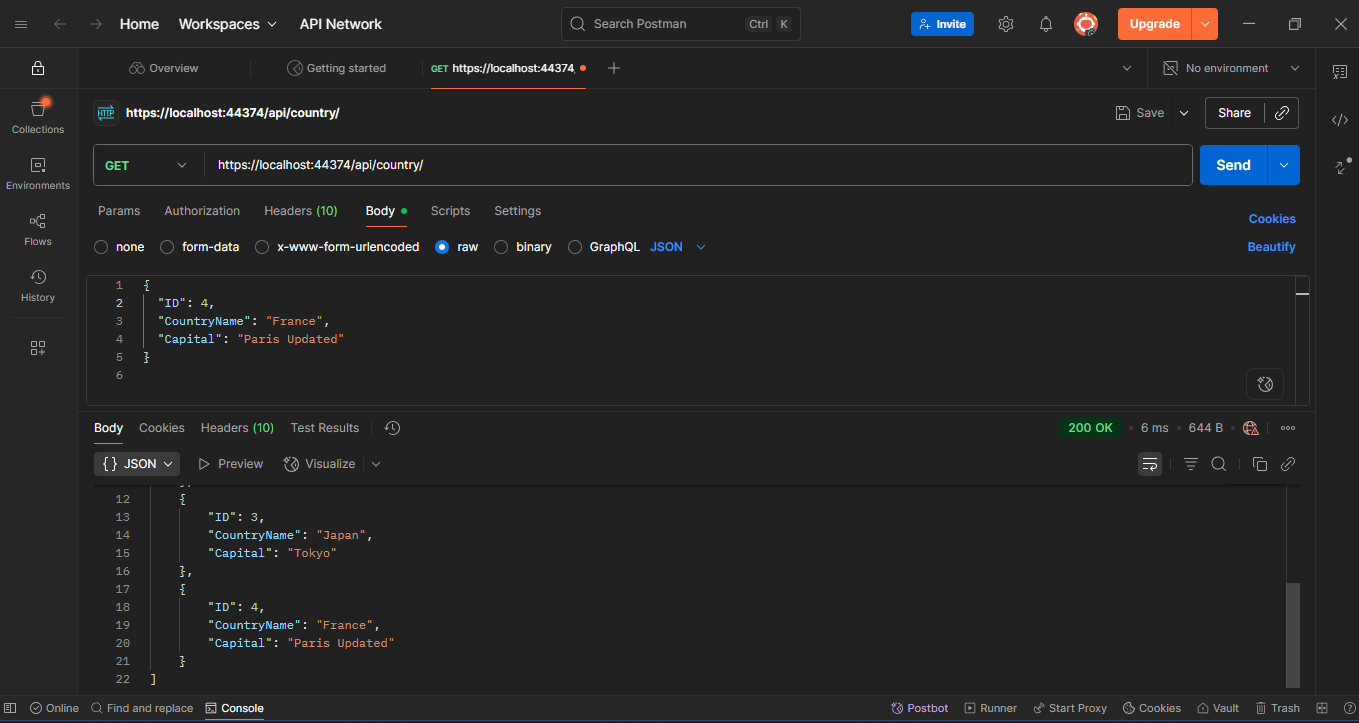 Home Workspaces API Network Search Postman Ctrl K Invite Upgrade
Overview Getting started GET https://localhost:44374, No environment
HTTP https://localhost:44374/api/country/ Save Share
Collections
GET https://localhost:44374/api/country/ Send
Environments
Params Authorization Headers (10) Body Scripts Settings Cookies
Flows
none form-data x-www-form-urlencoded raw binary GraphQL JSON Beautify
History
1 {
2 "ID": 4,
3 "CountryName": "France",
4 "Capital": "Paris Updated"
5 }
6
Body Cookies Headers (10) Test Results 200 OK 6 ms 644 B
{} JSON Preview Visualize
12 {
13 "ID": 3,
14 "CountryName": "Japan",
15 "Capital": "Tokyo"
16 },
17 {
18 "ID": 4,
19 "CountryName": "France",
20 "Capital": "Paris Updated"
21 }
22 ]
Online Find and replace Console Postbot Runner Start Proxy Cookies Vault Trash